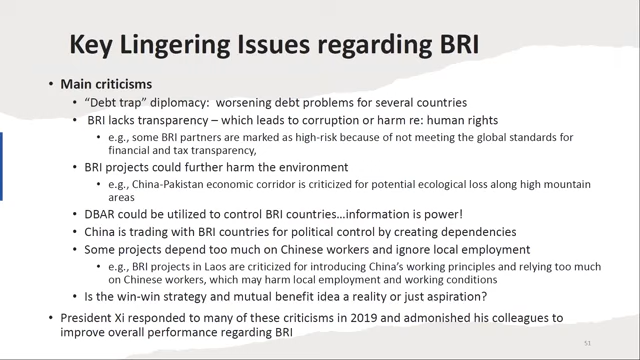 Key Lingering Issues regarding BRI
• Main criticisms
• “Debt trap” diplomacy: worsening debt problems for several countries
• BRI lacks transparency – which leads to corruption or harm re: human rights
• e.g., some BRI partners are marked as high-risk because of not meeting the global standards for
financial and tax transparency,
• BRI projects could further harm the environment
• e.g., China-Pakistan economic corridor is criticized for potential ecological loss along high mountain
areas
• DBAR could be utilized to control BRI countries…information is power!
• China is trading with BRI countries for political control by creating dependencies
• Some projects depend too much on Chinese workers and ignore local employment
• e.g., BRI projects in Laos are criticized for introducing China’s working principles and relying too much
on Chinese workers, which may harm local employment and working conditions
• Is the win-win strategy and mutual benefit idea a reality or just aspiration?
• President Xi responded to many of these criticisms in 2019 and admonished his colleagues to
improve overall performance regarding BRI
51